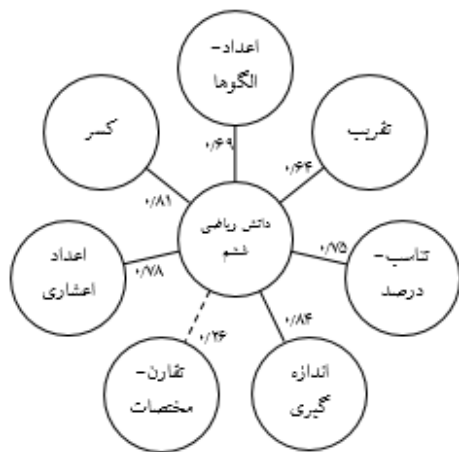 اعداد-
الگوها
تقریب
کسر
۰/۶۹
۰/۶۴
۰/۸۱
دانش ریاضی
ششم
تناسب-
درصد
۰/۷۵
اعداد
اعشاری
۰/۷۸
۰/۸۴
۰/۲۶
اندازه
گیری
تقارن-
مختصات